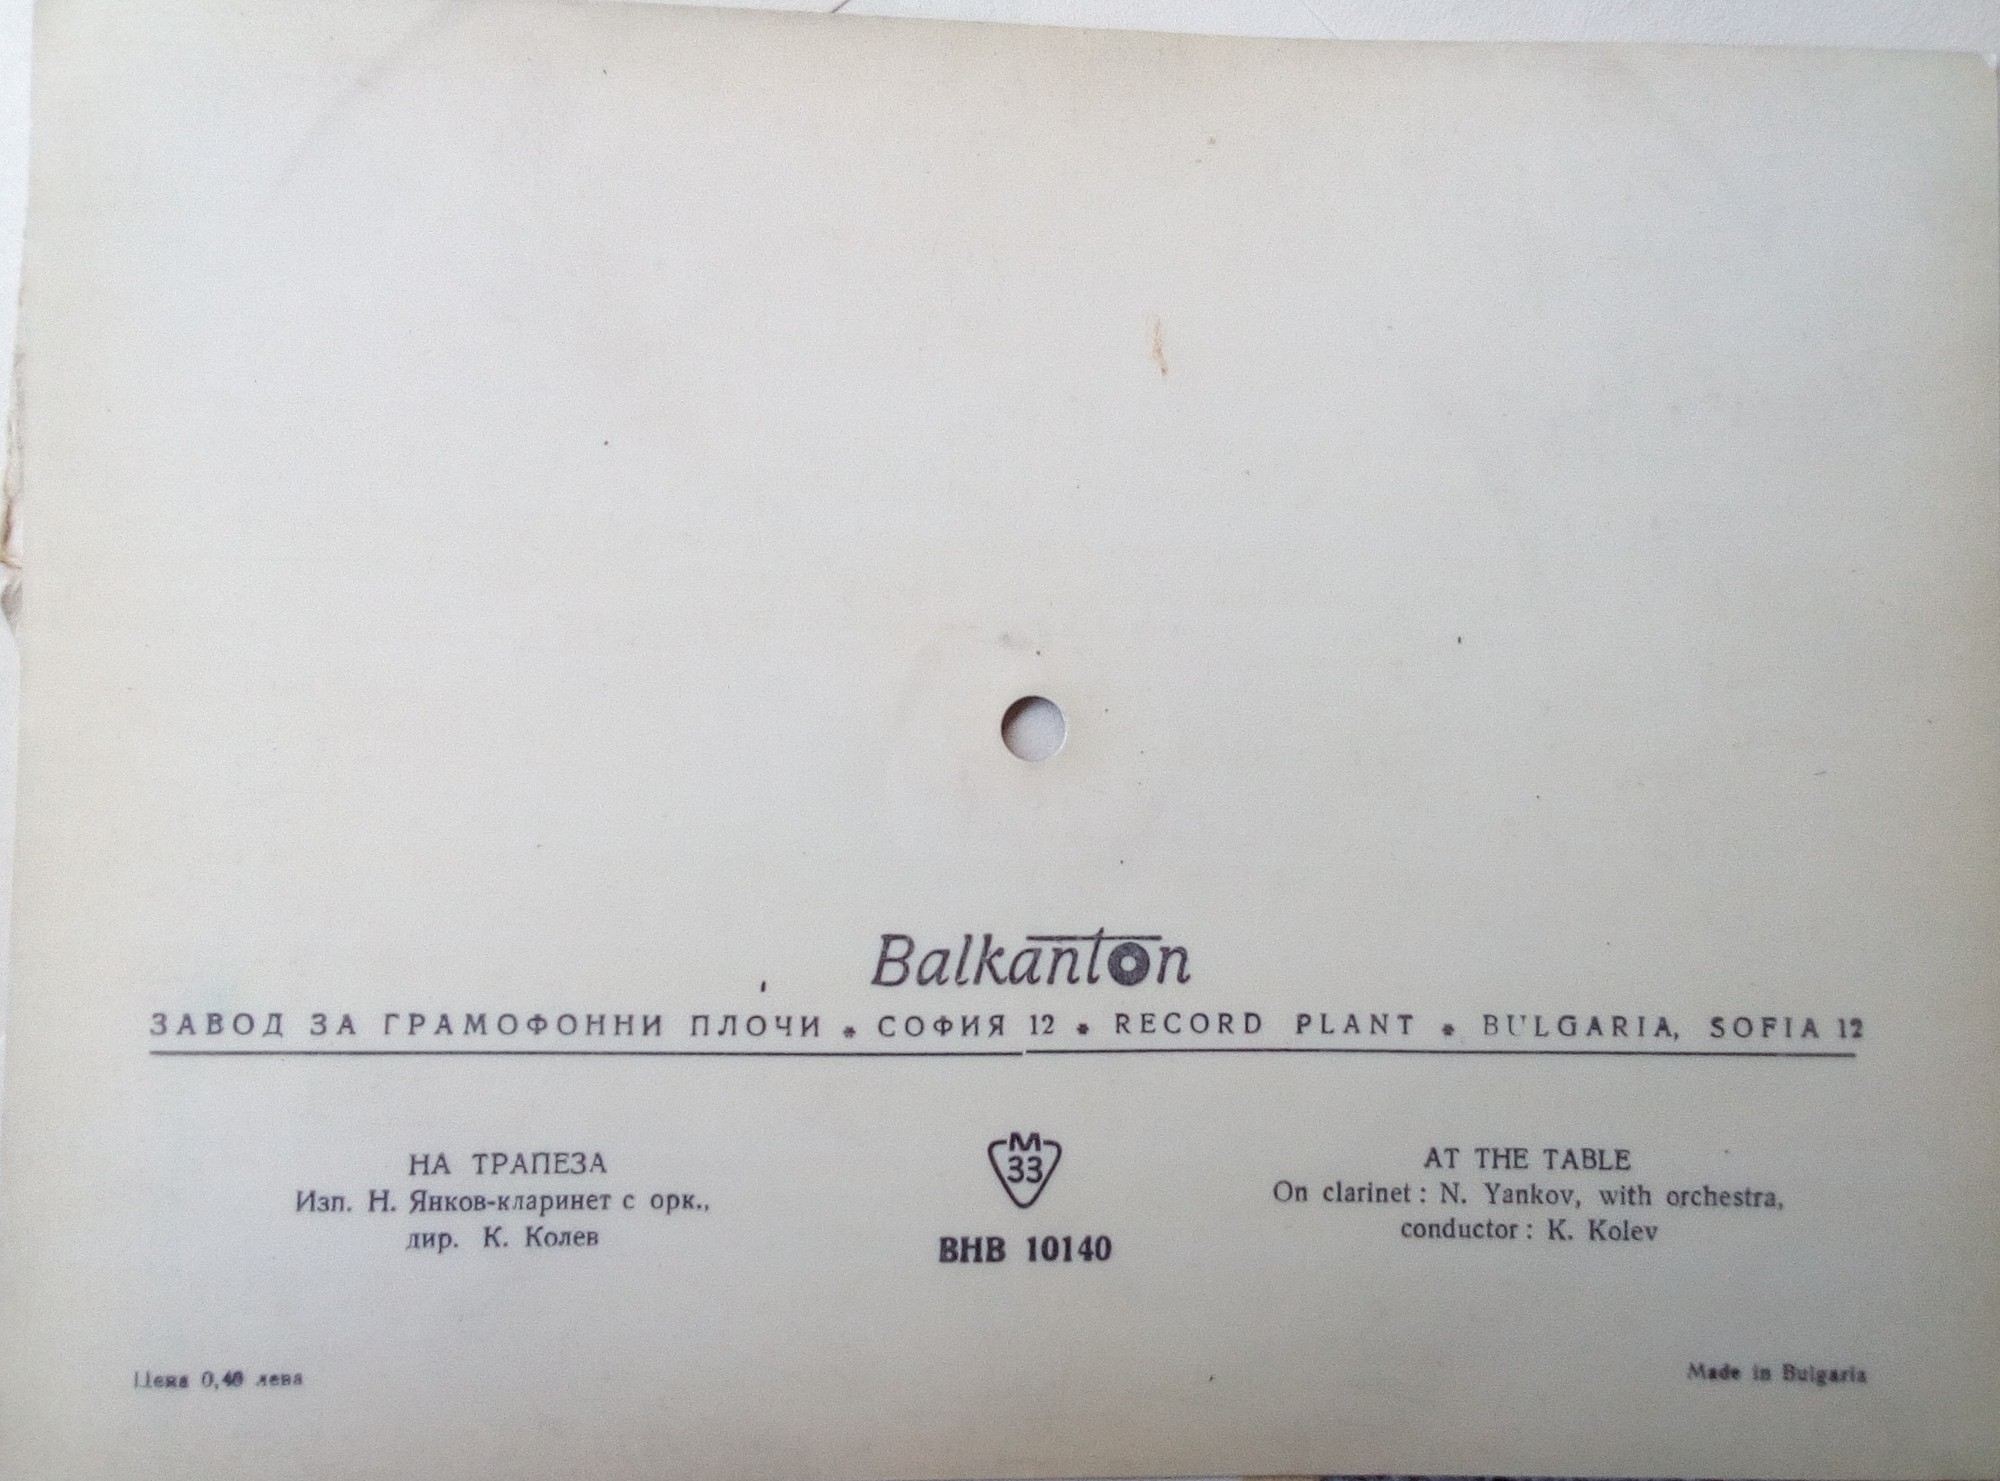 Balkanton
ЗАВОД ЗА ГРАМОФОННИ ПЛОЧИ * СОФИЯ 12 * RECORD PLANT * BULGARIA, SOFIA 12
НА ТРАПЕЗА
Изп. Н. Янков-кларинет с орк.,
дир. К. Колев
М
33
ВНВ 10140
AT THE TABLE
On clarinet : N. Yankov, with orchestra,
conductor : K. Kolev
Цена 0,40 лева
Made in Bulgaria